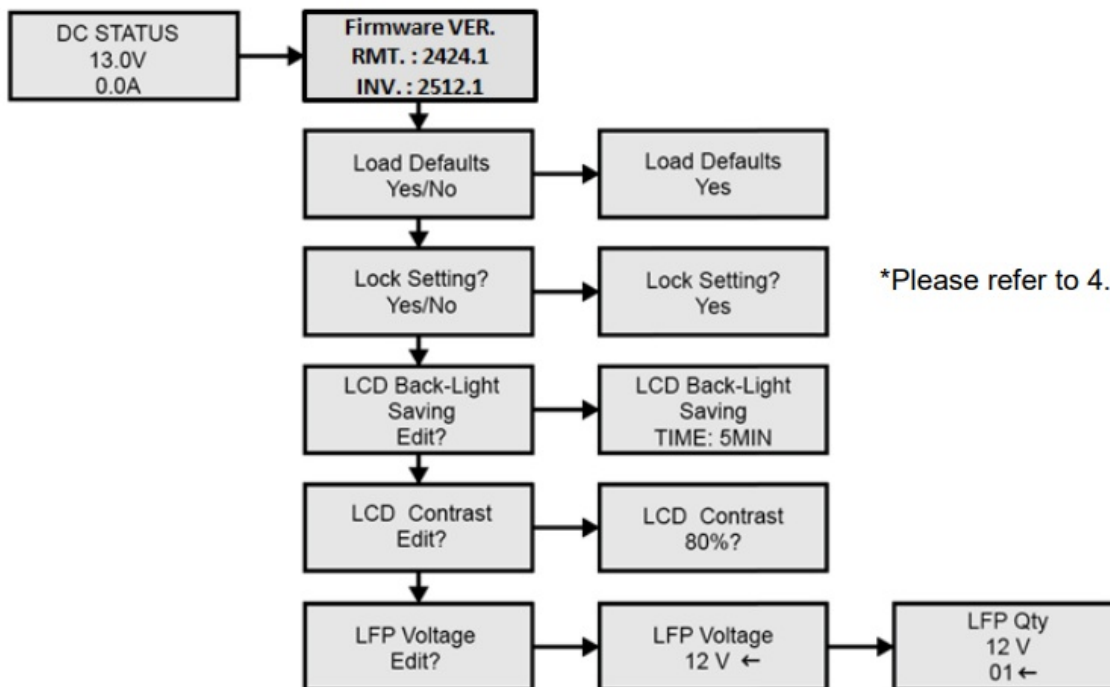 DC STATUS
13.0V
0.0A
Firmware VER.
RMT. : 2424.1
INV. : 2512.1
Load Defaults
Yes/No
Load Defaults
Yes
Lock Setting?
Yes/No
Lock Setting?
Yes
*Please refer to 4.
LCD Back-Light
Saving
Edit?
LCD Back-Light
Saving
TIME: 5MIN
LCD Contrast
Edit?
LCD Contrast
80%?
LFP Voltage
Edit?
LFP Voltage
12 V ←
LFP Qty
12 V
01 ←